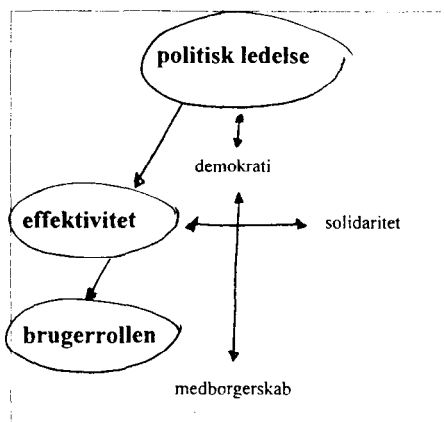 politisk ledelse
demokrati
effektivitet
solidaritet
brugerrollen
medborgerskab